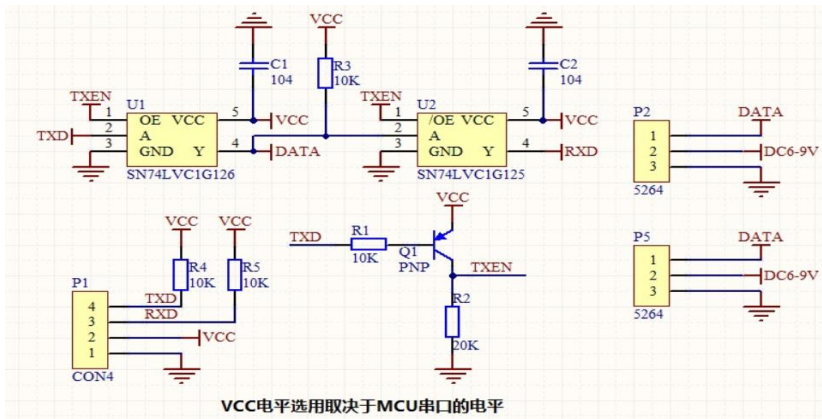 VCC
C1
104
R3
10K
C2
104
TXEN
U1
TXEN
U2
1 OE VCC 5 VCC
TXD 2 A
3 GND Y 4 DATA
SN74LVC1G126
1 /OE VCC 5 VCC
2 A
3 GND Y 4 RXD
SN74LVC1G125
P2
DATA
1
2 DC6-9V
3
5264
VCC VCC
R4
10K
R5
10K
P1
4 TXD
3 RXD
2 VCC
1
CON4
VCC
TXD
R1
10K
Q1
PNP
TXEN
R2
20K
P5
DATA
1
2 DC6-9V
3
5264
VCC电平选用取决于MCU串口的电平